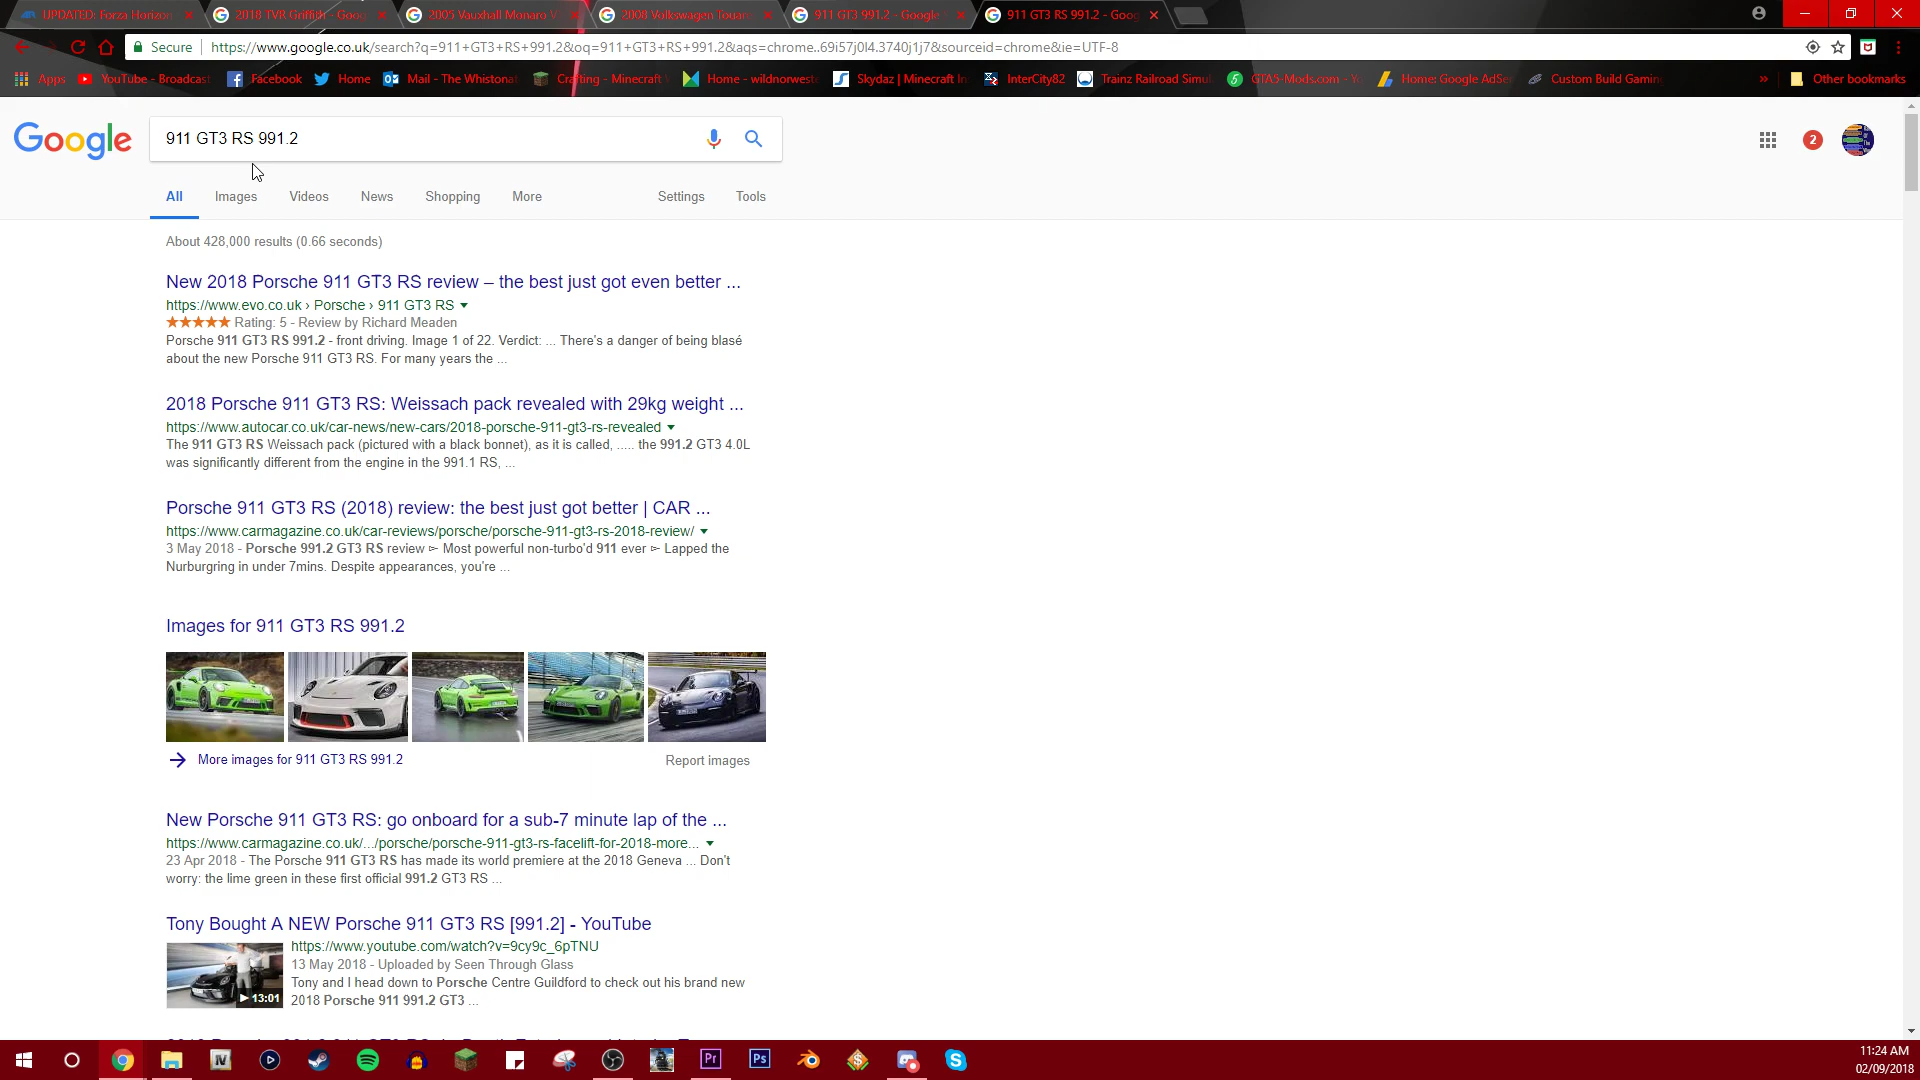 UPDATED: Forza Horizon
2018 TVR Griffith - Goog
2005 Vauxhall Monaro V
2008 Volkswagen Touare
911 GT3 991.2 - Google
911 GT3 RS 991.2 - Goog
Secure
https://www.google.co.uk/search?q=911+GT3+RS+991.2&oq=911+GT3+RS+991.2&aqs=chrome..69i57j0l4.3740j1j7&sourceid=chrome&ie=UTF-8
Apps
YouTube - Broadcast
Facebook
Home
Mail - The Whistonat
Crafting - Minecraft
Home - wildnorweste
Skydaz | Minecraft In
InterCity82
Trainz Railroad Simul
GTA5-Mods.com - Y
Home: Google AdSe
Custom Build Gamin
»
Other bookmarks
Google
911 GT3 RS 991.2
2
All Images Videos News Shopping More Settings Tools
About 428,000 results (0.66 seconds)
New 2018 Porsche 911 GT3 RS review – the best just got even better ...
https://www.evo.co.uk › Porsche › 911 GT3 RS
★★★★★ Rating: 5 - Review by Richard Meaden
Porsche 911 GT3 RS 991.2 - front driving. Image 1 of 22. Verdict: ... There's a danger of being blasé
about the new Porsche 911 GT3 RS. For many years the ...
2018 Porsche 911 GT3 RS: Weissach pack revealed with 29kg weight ...
https://www.autocar.co.uk/car-news/new-cars/2018-porsche-911-gt3-rs-revealed
The 911 GT3 RS Weissach pack (pictured with a black bonnet), as it is called, ..... the 991.2 GT3 4.0L
was significantly different from the engine in the 991.1 RS, ...
Porsche 911 GT3 RS (2018) review: the best just got better | CAR ...
https://www.carmagazine.co.uk/car-reviews/porsche/porsche-911-gt3-rs-2018-review/
3 May 2018 - Porsche 991.2 GT3 RS review ► Most powerful non-turbo'd 911 ever ► Lapped the
Nurburgring in under 7mins. Despite appearances, you're ...
Images for 911 GT3 RS 991.2
More images for 911 GT3 RS 991.2
Report images
New Porsche 911 GT3 RS: go onboard for a sub-7 minute lap of the ...
https://www.carmagazine.co.uk/.../porsche/porsche-911-gt3-rs-facelift-for-2018-more...
23 Apr 2018 - The Porsche 911 GT3 RS has made its world premiere at the 2018 Geneva ... Don't
worry: the lime green in these first official 991.2 GT3 RS ...
Tony Bought A NEW Porsche 911 GT3 RS [991.2] - YouTube
https://www.youtube.com/watch?v=9cy9c_6pTNU
13 May 2018 - Uploaded by Seen Through Glass
Tony and I head down to Porsche Centre Guildford to check out his brand new
2018 Porsche 911 991.2 GT3 ...
13:01
IV
Pr
Ps
11:24 AM
02/09/2018